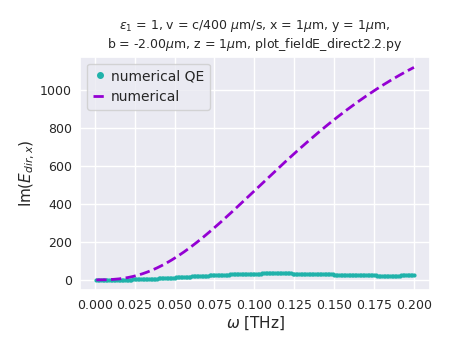 ε₁ = 1, v = c/400 μm/s, x = 1μm, y = 1μm,
b = -2.00μm, z = 1μm, plot_fieldE_direct2.2.py
numerical QE
numerical
Im(E_{dir,x})
1000
800
600
400
200
0
0.000 0.025 0.050 0.075 0.100 0.125 0.150 0.175 0.200
ω [THz]